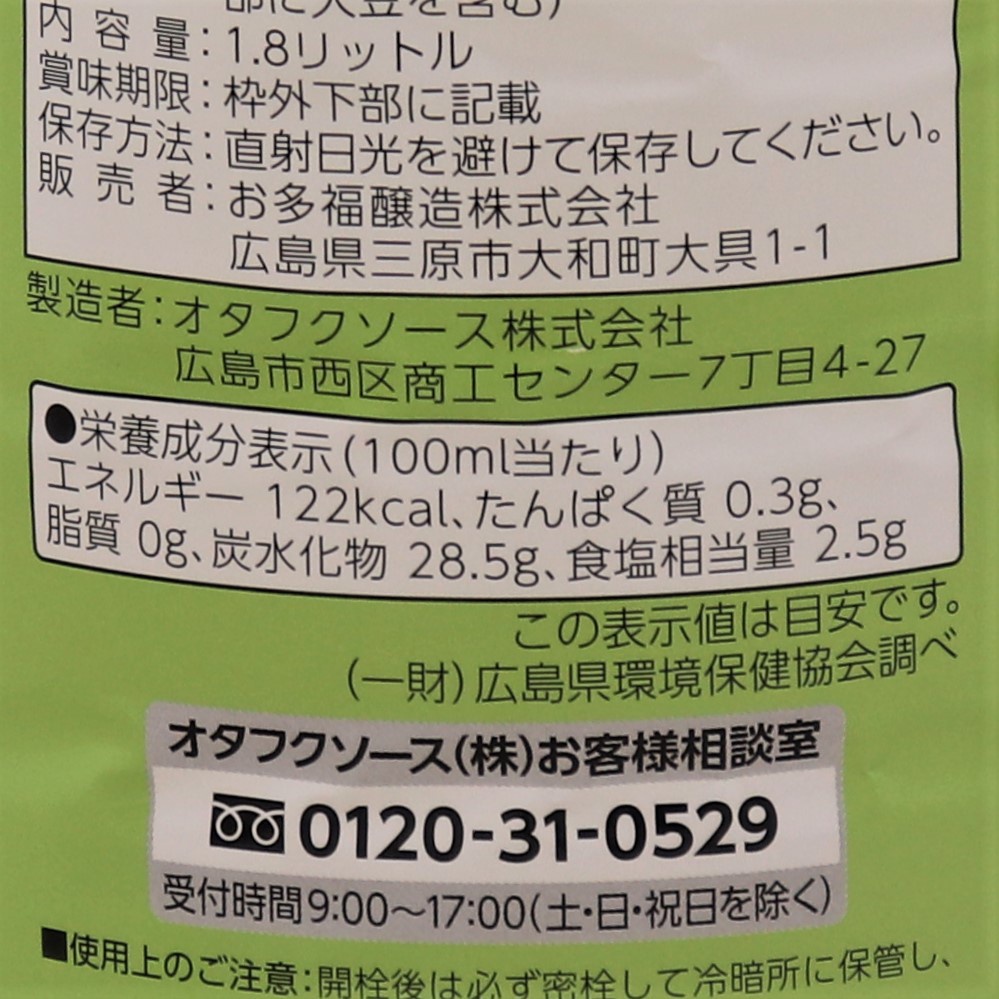 部に大豆を含む)
内容量:1.8リットル
賞味期限:枠外下部に記載
保存方法:直射日光を避けて保存してください。
販売者:お多福醸造株式会社
広島県三原市大和町大具1-1
製造者:オタフクソース株式会社
広島市西区商工センター7丁目4-27
●栄養成分表示(100ml当たり)
エネルギー 122kcal、たんぱく質 0.3g、
脂質 0g、炭水化物 28.5g、食塩相当量 2.5g
この表示値は目安です。
(一財)広島県環境保健協会調べ
オタフクソース(株)お客様相談室
0120-31-0529
受付時間9:00〜17:00(土・日・祝日を除く)
■使用上のご注意:開栓後は必ず密栓して冷暗所に保管し、